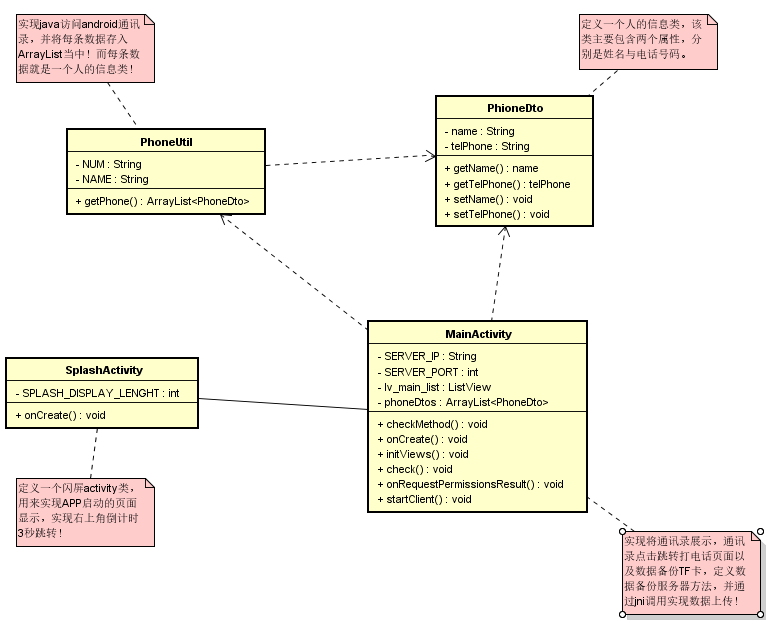 实现java访问android通讯
录，并将每条数据存入
ArrayList当中！而每条数
据就是一个人的信息类！
定义一个人的信息类，该
类主要包含两个属性，分
别是姓名与电话号码。
PhoneUtil
- NUM : String
- NAME : String
+ getPhone() : ArrayList<PhoneDto>
PhioneDto
- name : String
- telPhone : String
+ getName() : name
+ getTelPhone() : telPhone
+ setName() : void
+ setTelPhone() : void
SplashActivity
- SPLASH_DISPLAY_LENGHT : int
+ onCreate() : void
MainActivity
- SERVER_IP : String
- SERVER_PORT : int
- lv_main_list : ListView
- phoneDtos : ArrayList<PhoneDto>
+ checkMethod() : void
+ onCreate() : void
+ initViews() : void
+ check() : void
+ onRequestPermissionsResult() : void
+ startClient() : void
定义一个闪屏activity类，
用来实现APP启动的页面
显示，实现右上角倒计时
3秒跳转！
实现将通讯录展示，通讯
录点击跳转打电话页面以
及数据备份TF卡，定义数
据备份服务器方法，并通
过jni调用实现数据上传！